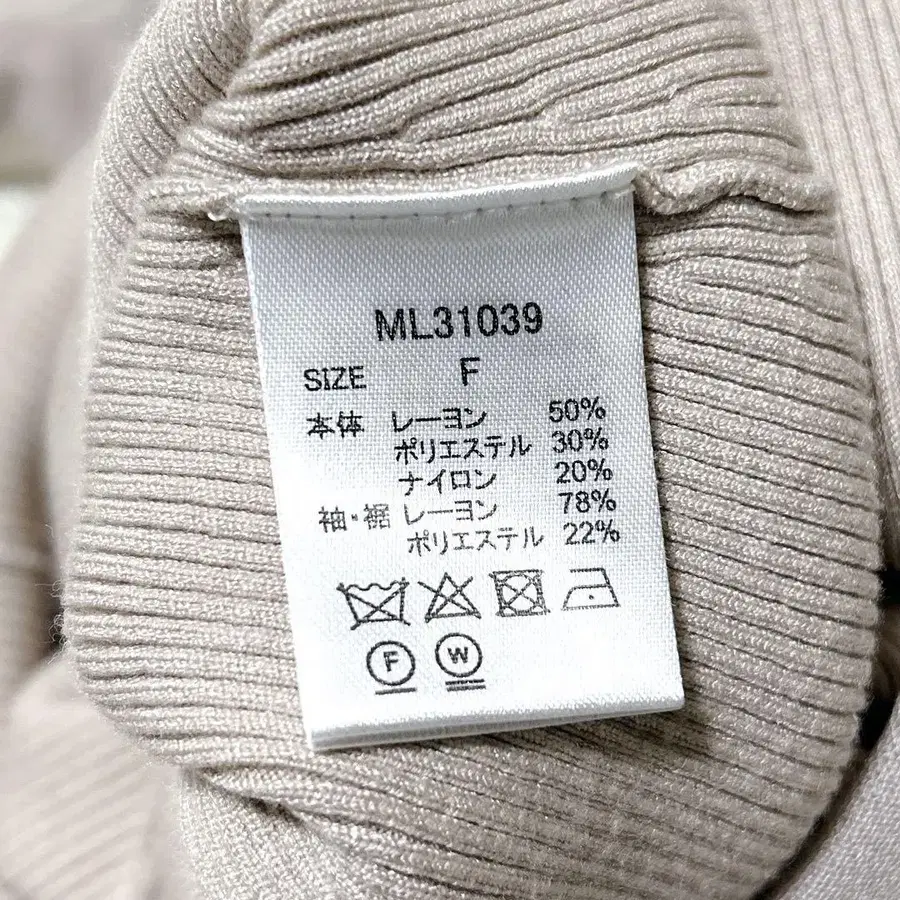 ML31039
SIZE F
本体 レーヨン 50%
ポリエステル 30%
ナイロン 20%
袖・裾 レーヨン 78%
ポリエステル 22%
F W